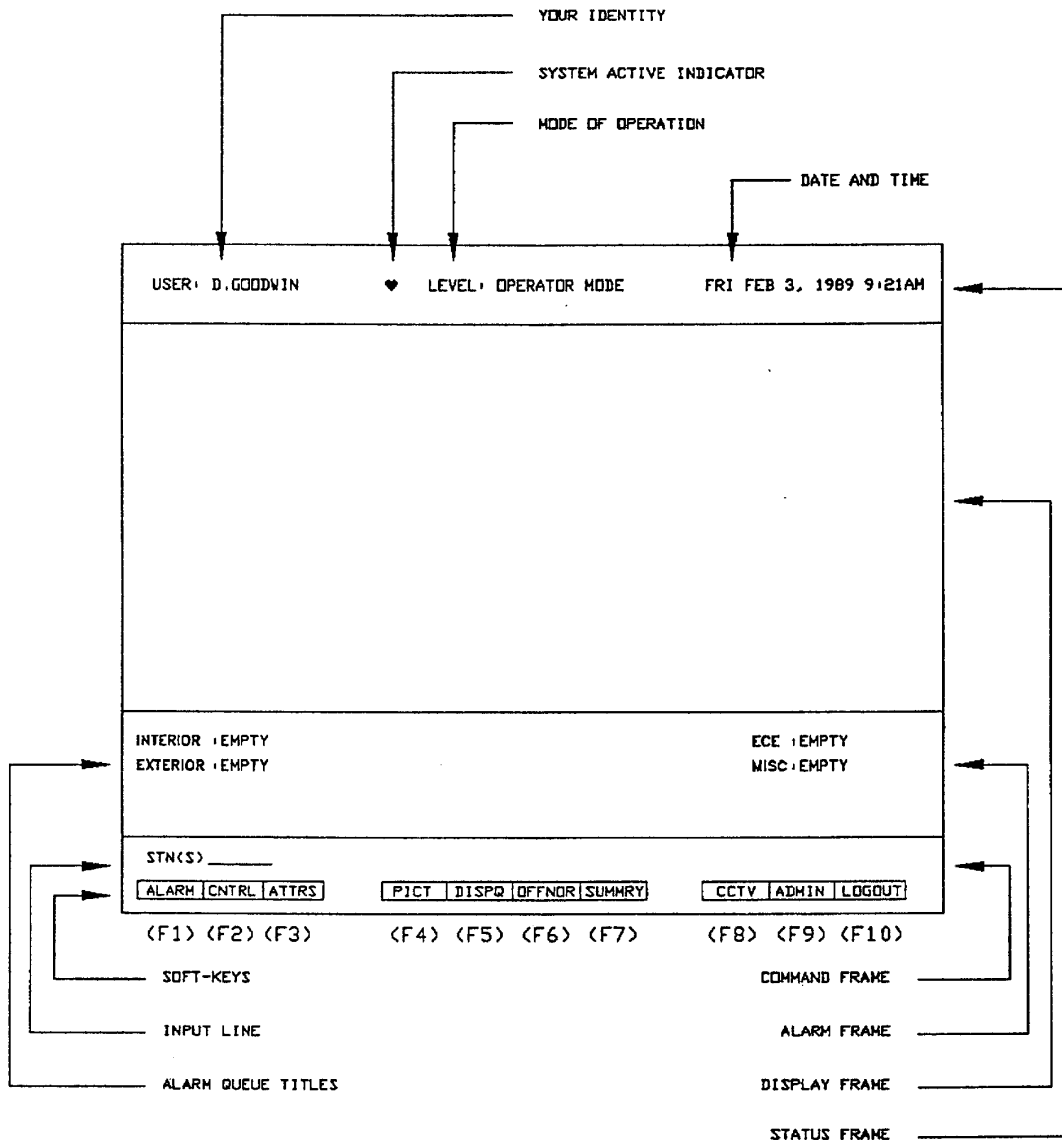 YOUR IDENTITY
SYSTEM ACTIVE INDICATOR
MODE OF OPERATION
DATE AND TIME
USER: D.GOODWIN ♥ LEVEL: OPERATOR MODE FRI FEB 3, 1989 9:21AM
INTERIOR :EMPTY ECE :EMPTY
EXTERIOR :EMPTY MISC :EMPTY
STN(S)______
ALARM CNTRL ATTRS PICT DISPQ OFFNOR SUMMRY CCTV ADMIN LOGOUT
(F1) (F2) (F3) (F4) (F5) (F6) (F7) (F8) (F9) (F10)
SOFT-KEYS COMMAND FRAME
INPUT LINE ALARM FRAME
ALARM QUEUE TITLES DISPLAY FRAME
STATUS FRAME